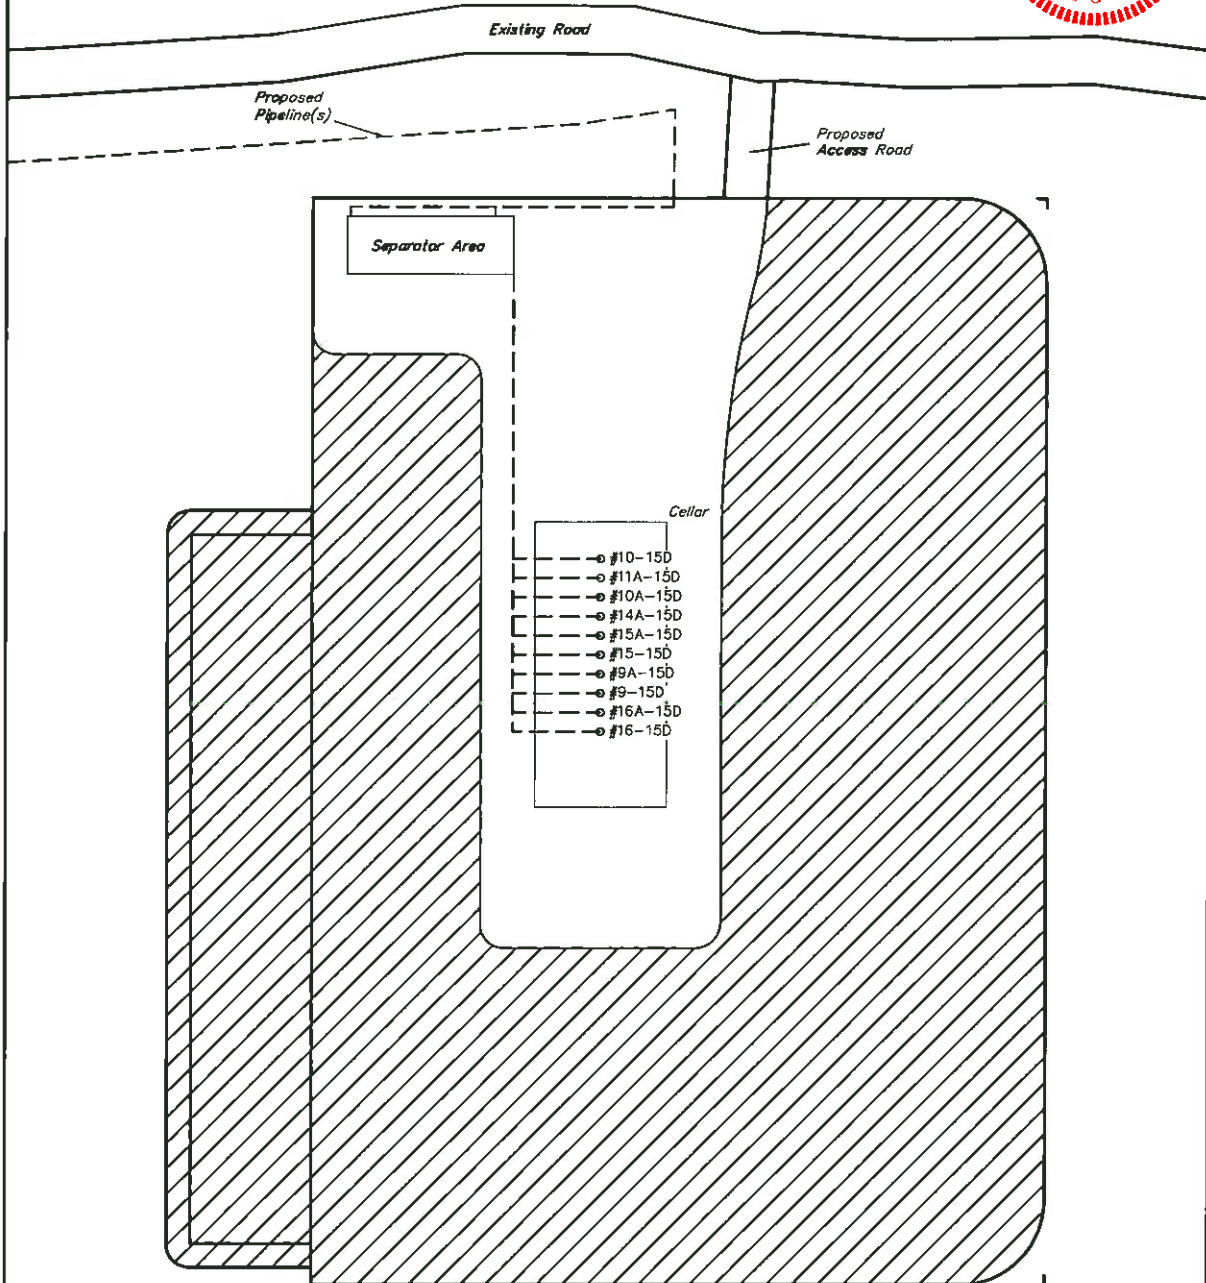 Existing Road
Proposed
Pipeline(s)
Proposed
Access Road
Separator Area
Cellar
#10-15D
#11A-15D
#10A-15D
#14A-15D
#15A-15D
#15-15D
#9A-15D
#9-15D
#16A-15D
#16-15D